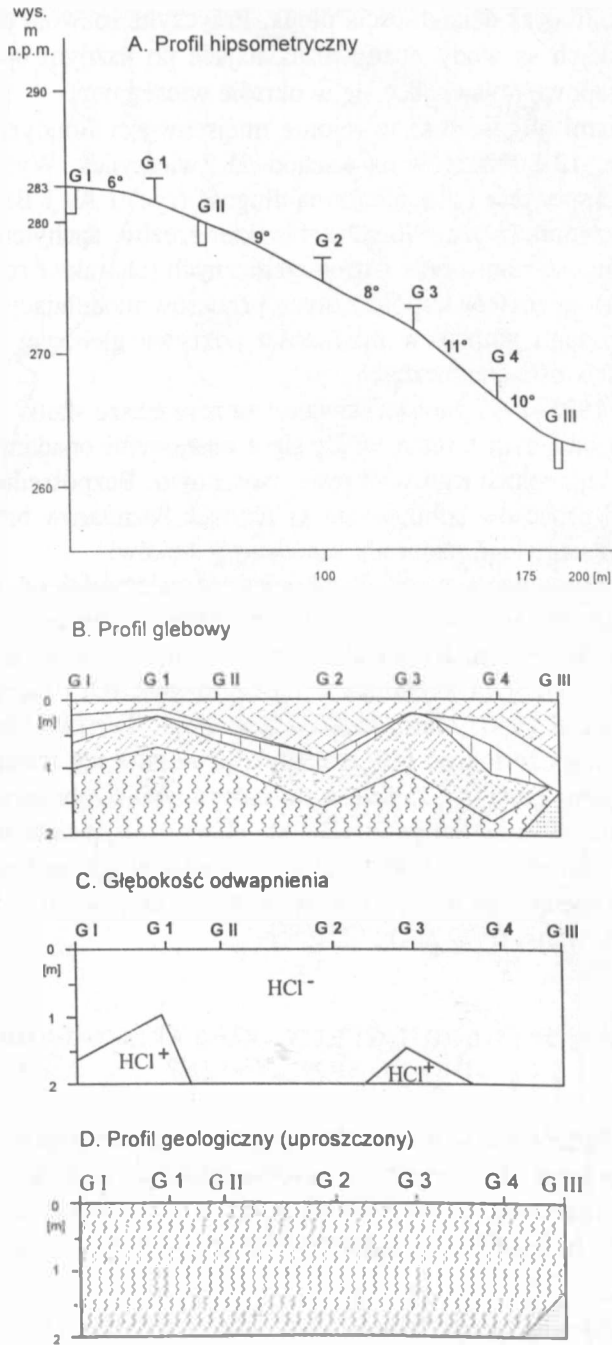 wys.
m
n.p.m.
A. Profil hipsometryczny
290
283
280
270
260
G I
6°
G 1
G II
9°
G 2
8°
G 3
11°
G 4
10°
G III
100
175
200 [m]
B. Profil glebowy
G I G 1 G II G 2 G 3 G 4 G III
0
[m]
1
2
C. Głębokość odwapnienia
G I G 1 G II G 2 G 3 G 4 G III
0
[m]
1
2
HCl⁻
HCl⁺
HCl⁺
D. Profil geologiczny (uproszczony)
G I G 1 G II G 2 G 3 G 4 G III
0
[m]
1
2